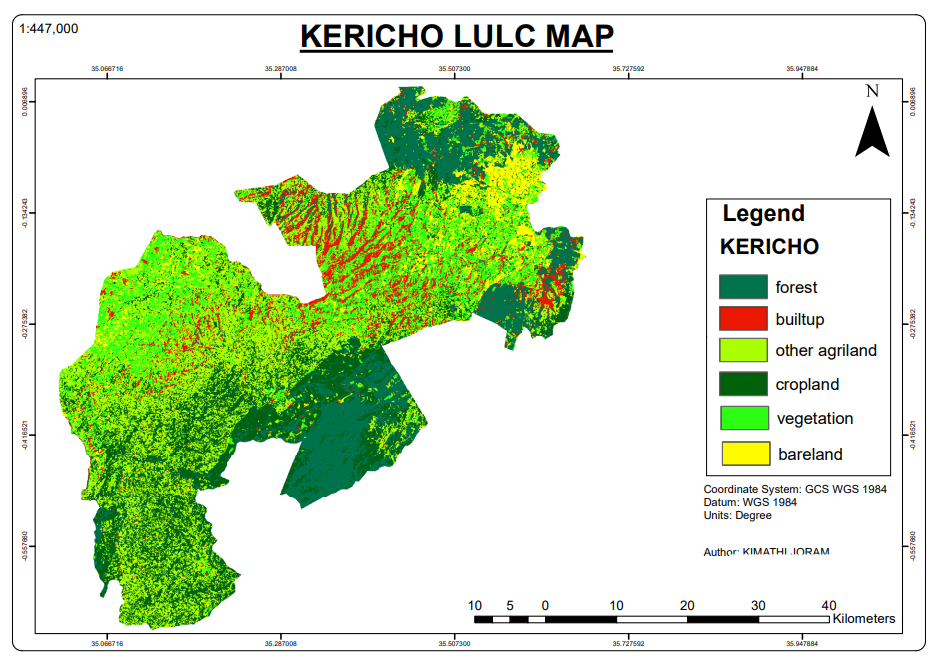 1:447,000
KERICHO LULC MAP
35.066716 35.287008 35.507300 35.727592 35.947884
0.006896 0.006896
N
-0.134243 -0.134243
Legend
KERICHO
forest
builtup
other agriland
cropland
vegetation
bareland
-0.275382 -0.275382
-0.416521 -0.416521
Coordinate System: GCS WGS 1984
Datum: WGS 1984
Units: Degree
-0.557660 -0.557660
Author: KIMATHI JORAM
10 5 0 10 20 30 40
Kilometers
35.066716 35.287008 35.507300 35.727592 35.947884